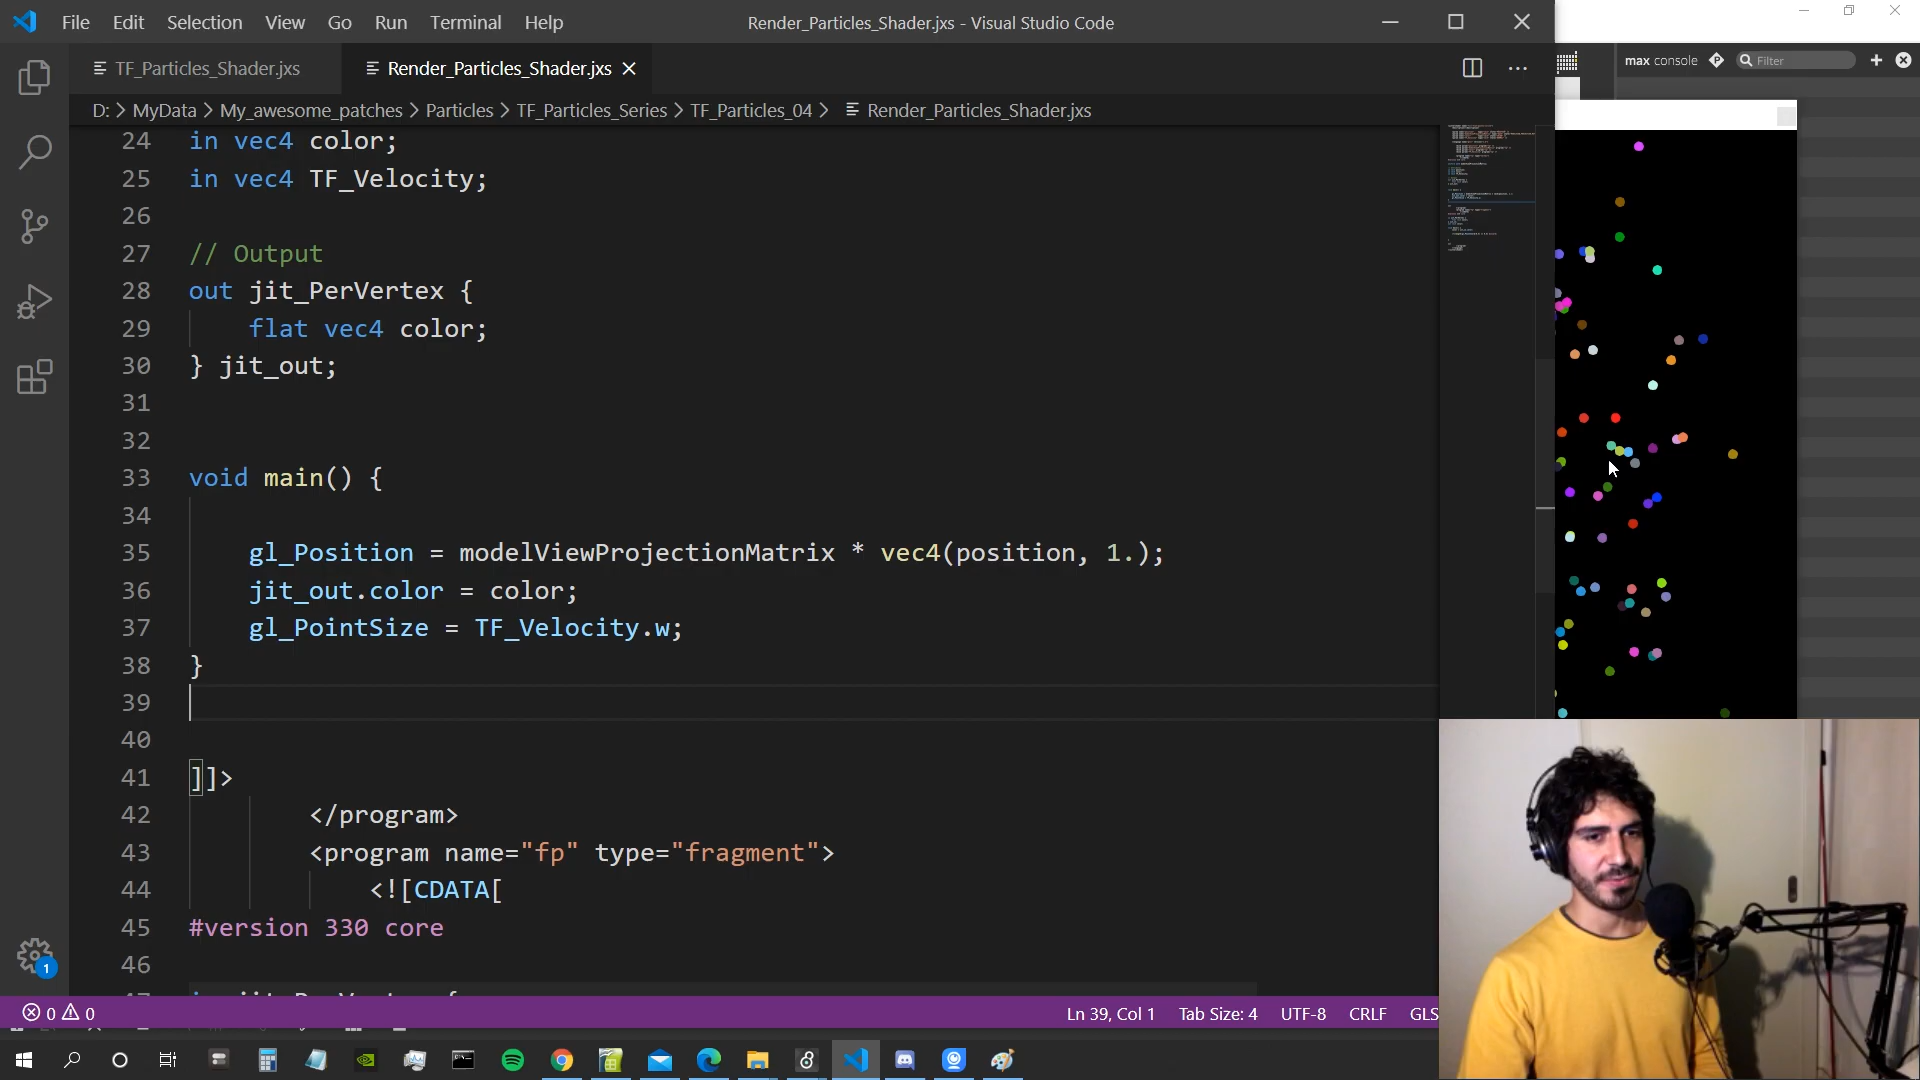 File Edit Selection View Go Run Terminal Help
Render_Particles_Shader.jxs - Visual Studio Code
TF_Particles_Shader.jxs
Render_Particles_Shader.jxs
D: > MyData > My_awesome_patches > Particles > TF_Particles_Series > TF_Particles_04 > Render_Particles_Shader.jxs
max console
Filter
24 in vec4 color;
25 in vec4 TF_Velocity;
26
27 // Output
28 out jit_PerVertex {
29 flat vec4 color;
30 } jit_out;
31
32
33 void main() {
34
35 gl_Position = modelViewProjectionMatrix * vec4(position, 1.);
36 jit_out.color = color;
37 gl_PointSize = TF_Velocity.w;
38 }
39
40
41 ]]>
42 </program>
43 <program name="fp" type="fragment">
44 <![CDATA[
45 #version 330 core
46
1
0 0
Ln 39, Col 1 Tab Size: 4 UTF-8 CRLF GLS